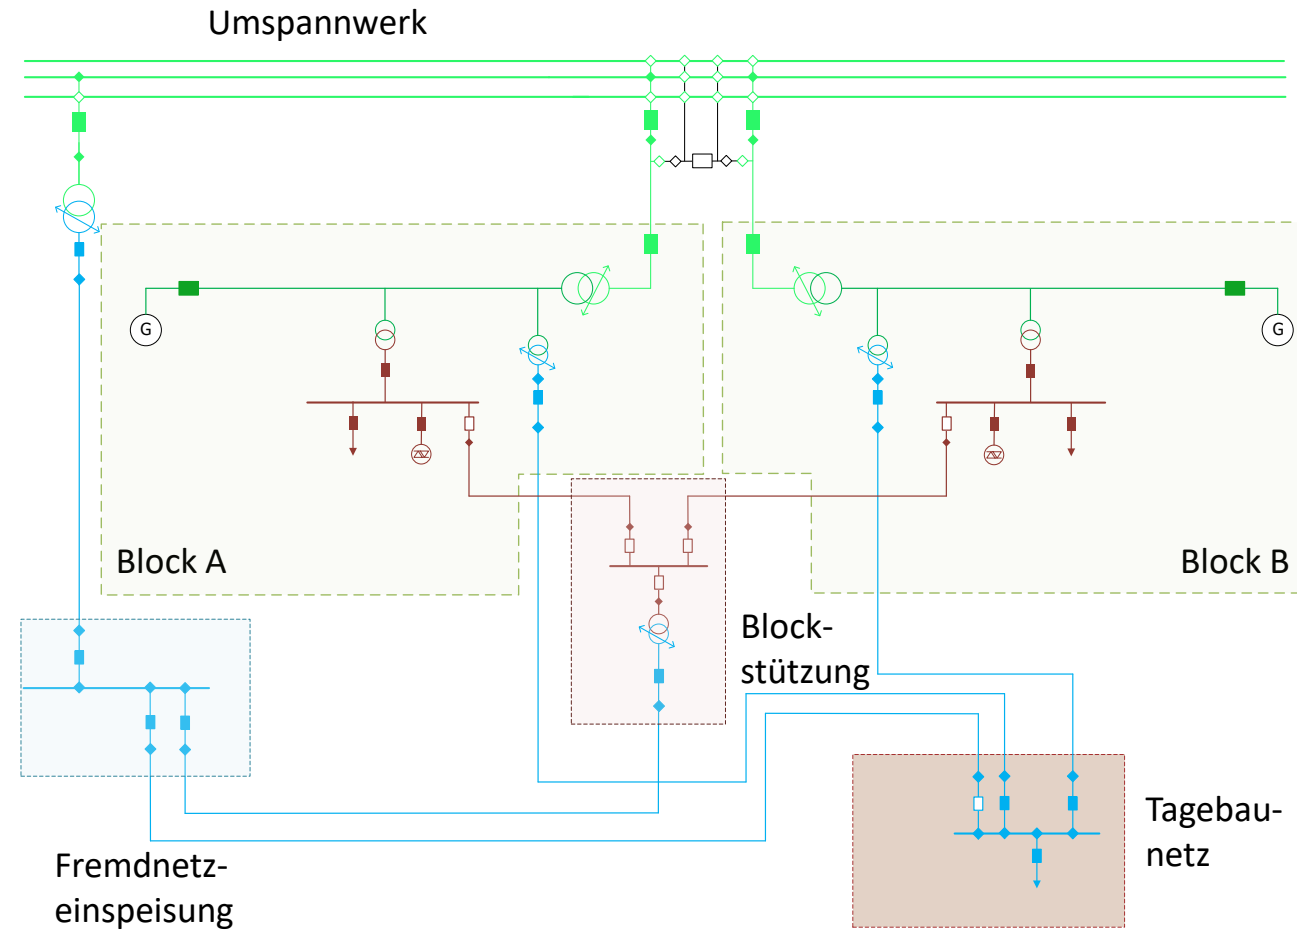 Umspannwerk
G
G
Block A
Block B
Block-
stützung
Tagebau-
netz
Fremdnetz-
einspeisung